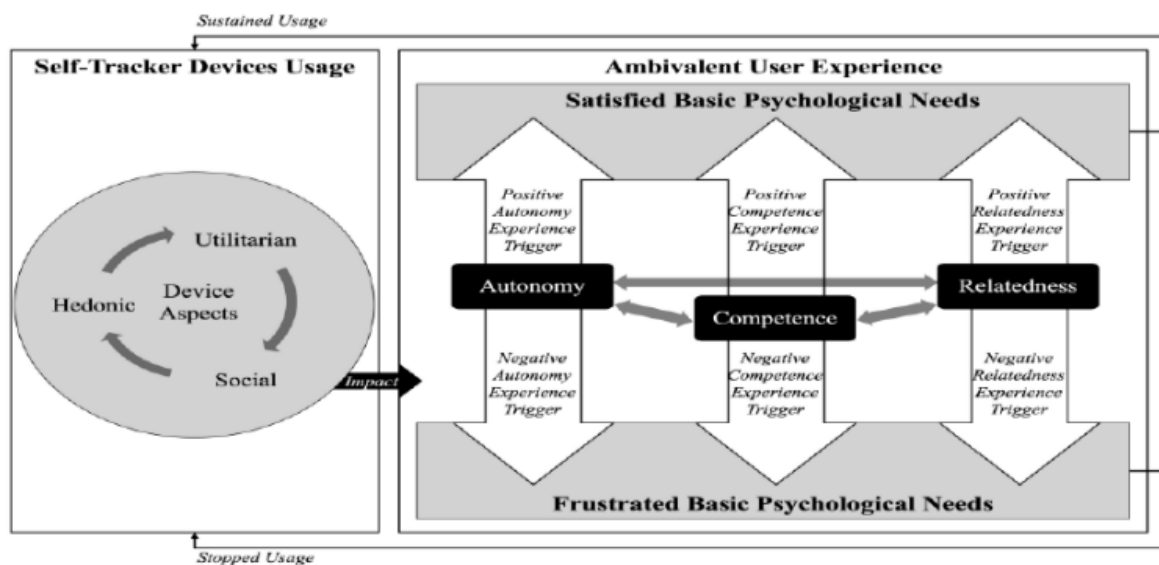 Sustained Usage
Self-Tracker Devices Usage
Utilitarian
Hedonic
Device
Aspects
Social
Impact
Ambivalent User Experience
Satisfied Basic Psychological Needs
Positive
Autonomy
Experience
Trigger
Positive
Competence
Experience
Trigger
Positive
Relatedness
Experience
Trigger
Autonomy
Competence
Relatedness
Negative
Autonomy
Experience
Trigger
Negative
Competence
Experience
Trigger
Negative
Relatedness
Experience
Trigger
Frustrated Basic Psychological Needs
Stopped Usage